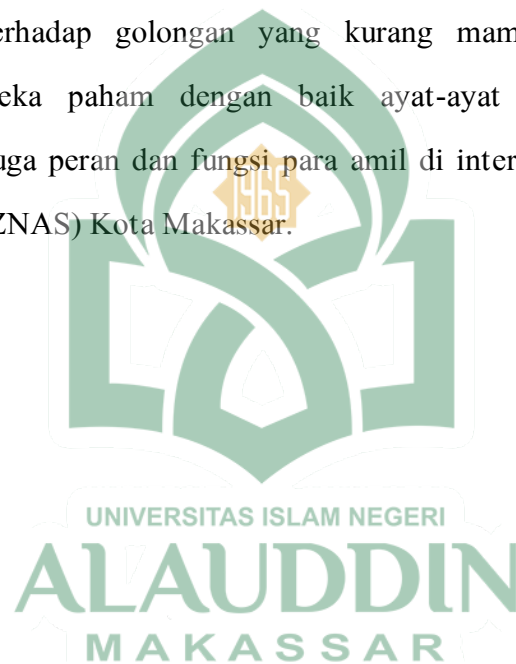 erhadap golongan yang kurang mam
eka paham dengan baik ayat-ayat
uga peran dan fungsi para amil di inter
ZNAS) Kota Makassar.
1965
UNIVERSITAS ISLAM NEGERI
ALAUDDIN
MAKASSAR